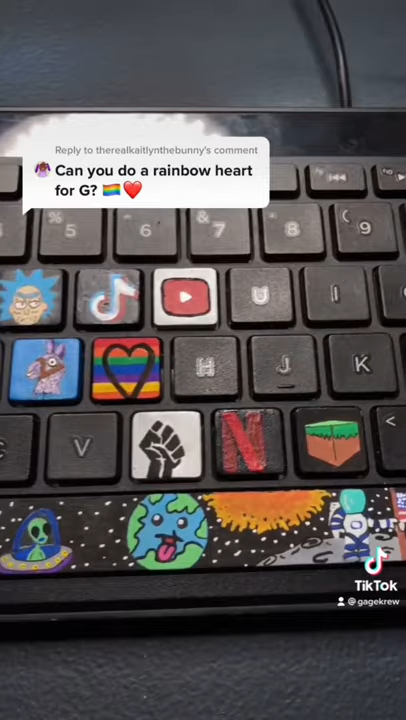 Reply to therealkaitlynthebunny's comment
Can you do a rainbow heart
for G? 🏳️‍🌈❤️
%
5
6
&
7
*
8
(
9
U
I
H
J
K
V
N
<
TikTok
@gagekrew